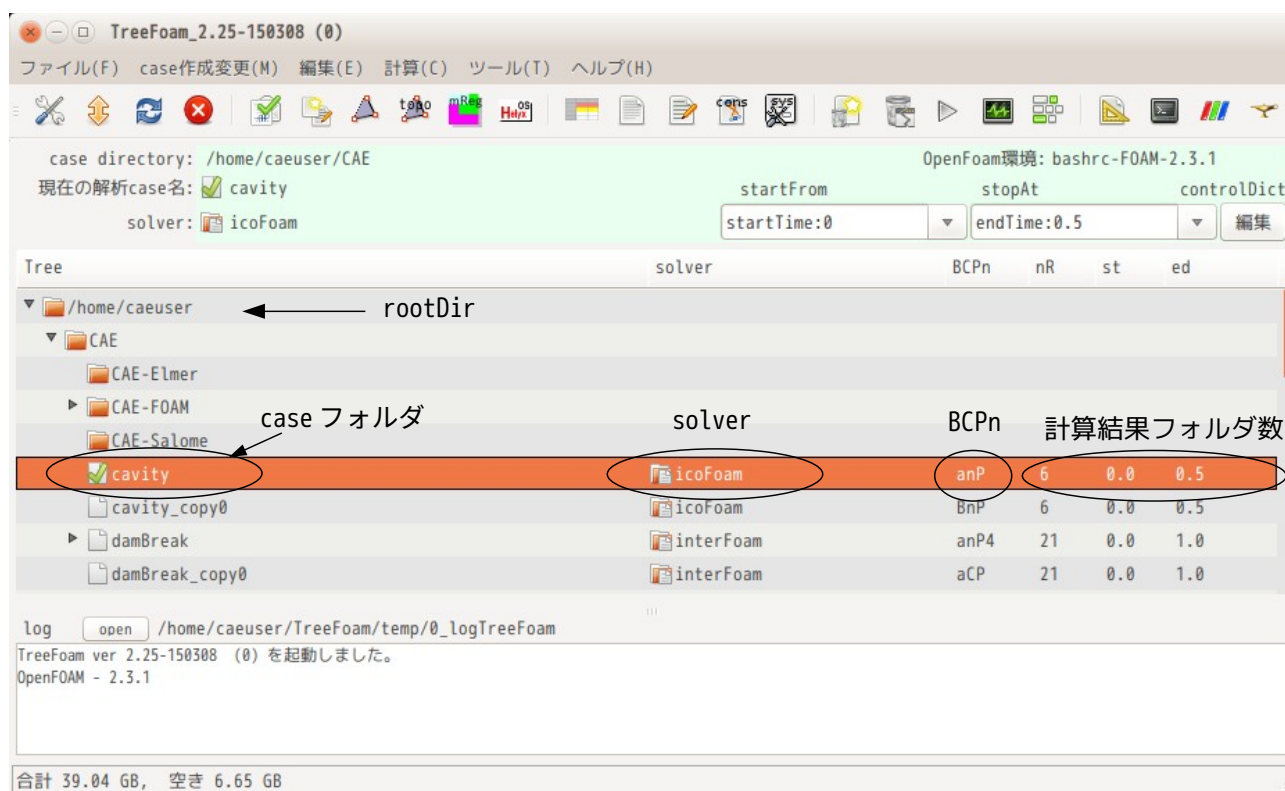 TreeFoam_2.25-150308 (0)
ファイル(F) case作成変更(M) 編集(E) 計算(C) ツール(T) ヘルプ(H)
topo mReg Helyx OS cons SYS
case directory: /home/caeuser/CAE OpenFoam環境: bashrc-FOAM-2.3.1
現在の解析case名: cavity startFrom stopAt controlDict
solver: icoFoam startTime:0 endTime:0.5 編集
Tree solver BCPn nR st ed
/home/caeuser rootDir
CAE
CAE-Elmer
CAE-FOAM
case フォルダ solver BCPn 計算結果フォルダ数
CAE-Salome
cavity icoFoam anP 6 0.0 0.5
cavity_copy0 icoFoam BnP 6 0.0 0.5
damBreak interFoam anP4 21 0.0 1.0
damBreak_copy0 interFoam aCP 21 0.0 1.0
log open /home/caeuser/TreeFoam/temp/0_logTreeFoam
TreeFoam ver 2.25-150308 (0) を起動しました。
OpenFOAM - 2.3.1
合計 39.04 GB, 空き 6.65 GB